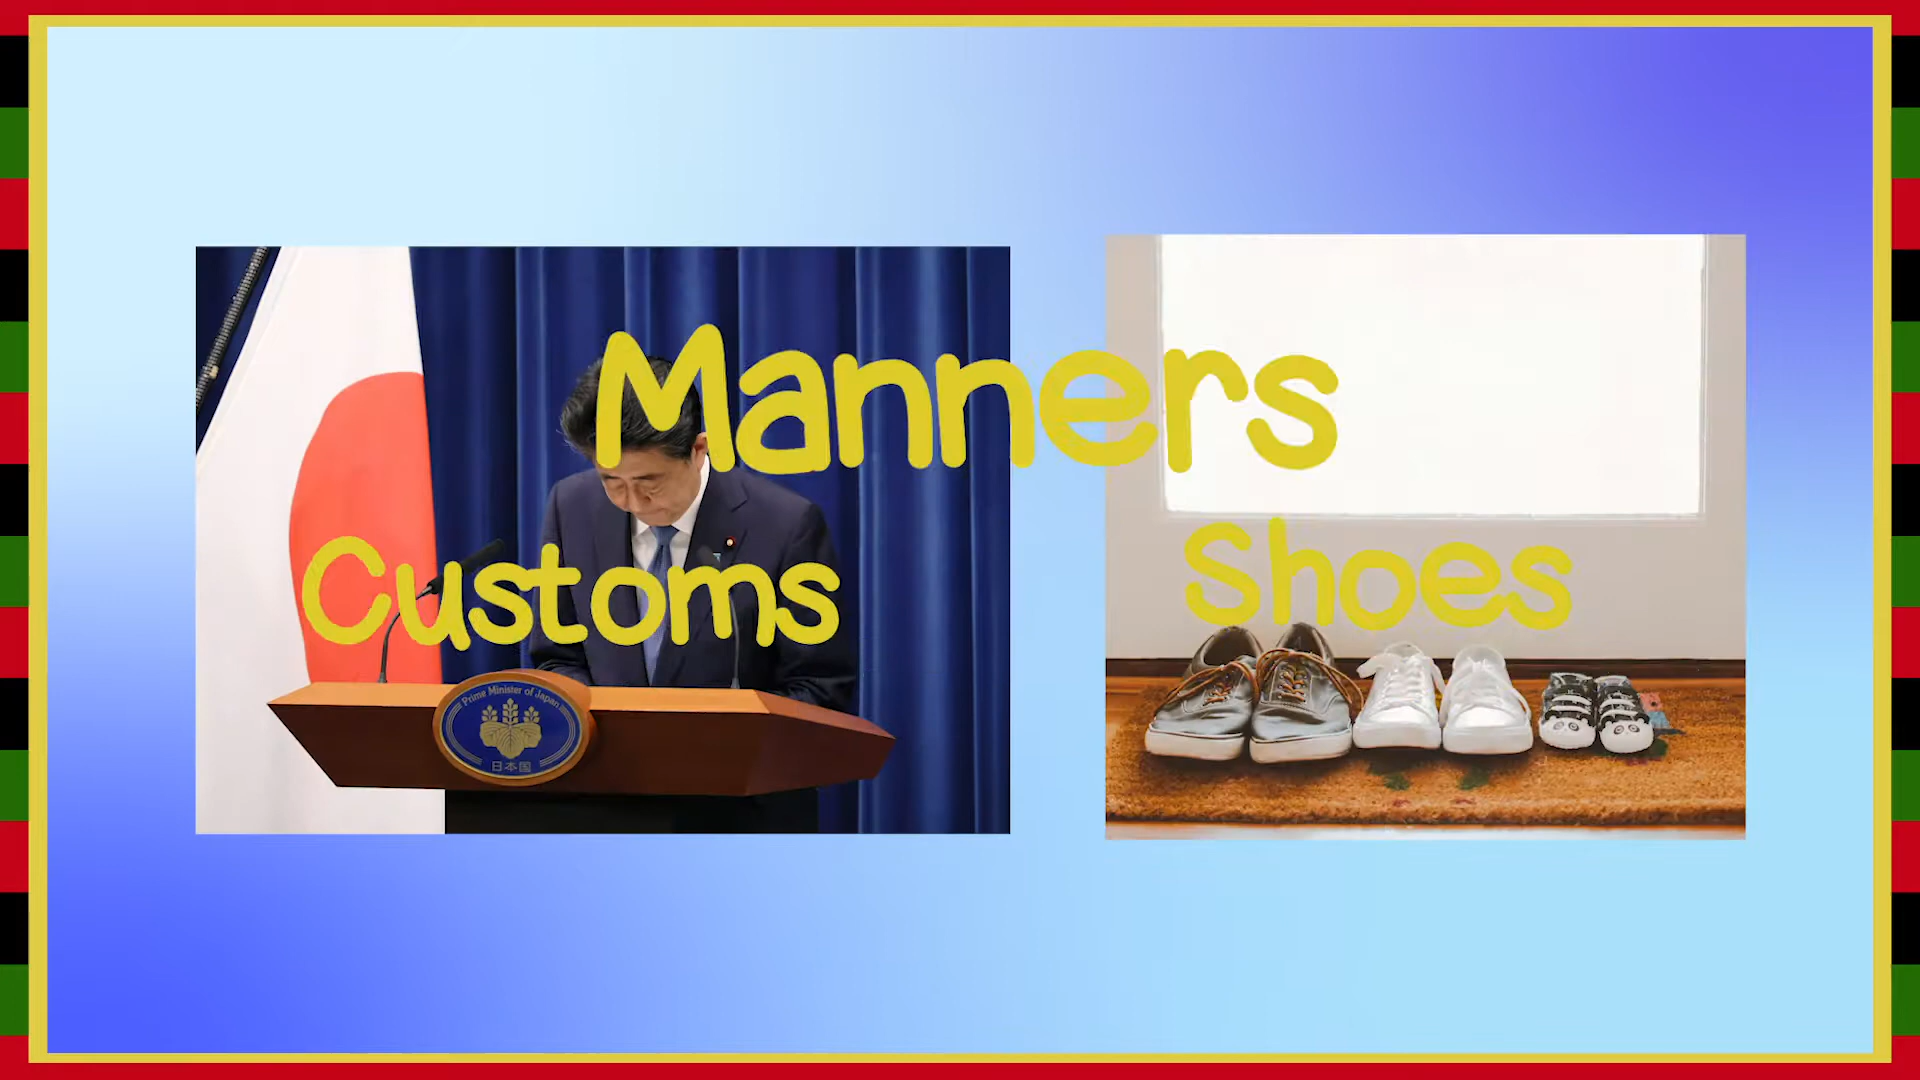 Manners
Customs
Shoes
Prime Minister of Japan
日本国